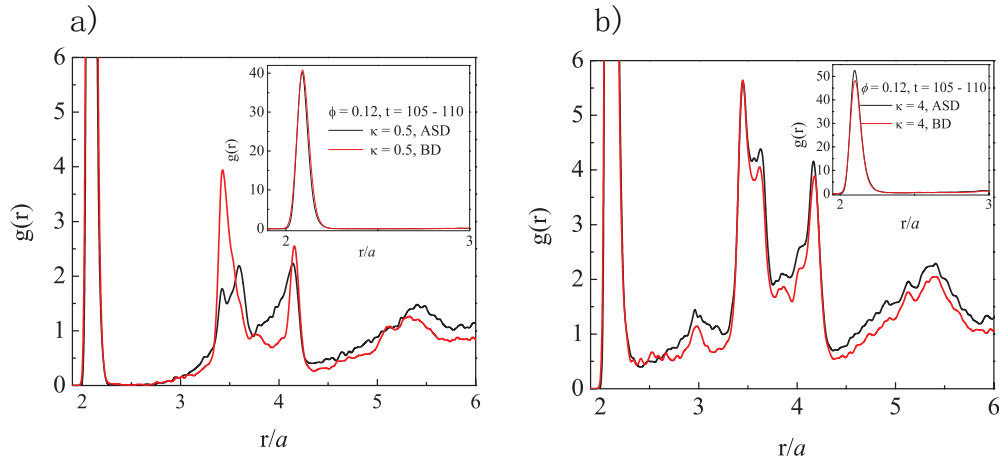 a)
6
5
4
3
2
1
0
g(r)
2 3 4 5 6
r/a
40
30
20
10
0
g(r)
2 3
r/a
ϕ = 0.12, t = 105 - 110
κ = 0.5, ASD
κ = 0.5, BD
b)
6
5
4
3
2
1
0
g(r)
2 3 4 5 6
r/a
50
40
30
20
10
0
g(r)
2 3
r/a
ϕ = 0.12, t = 105 - 110
κ = 4, ASD
κ = 4, BD